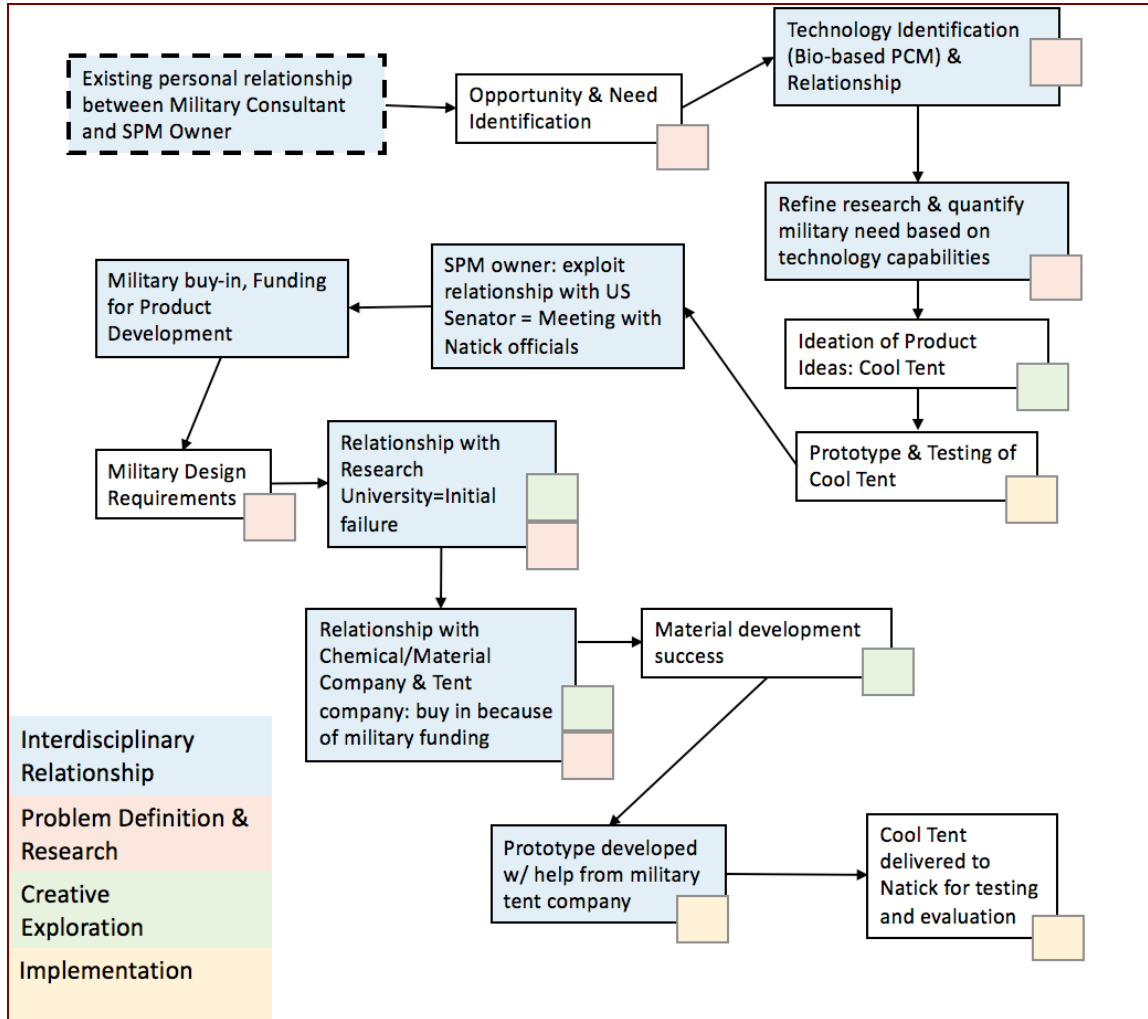 Existing personal relationship
between Military Consultant
and SPM Owner
Opportunity & Need
Identification
Technology Identification
(Bio-based PCM) &
Relationship
Refine research & quantify
military need based on
technology capabilities
Ideation of Product
Ideas: Cool Tent
Prototype & Testing of
Cool Tent
SPM owner: exploit
relationship with US
Senator = Meeting with
Natick officials
Military buy-in, Funding
for Product
Development
Military Design
Requirements
Relationship with
Research
University=Initial
failure
Relationship with
Chemical/Material
Company & Tent
company: buy in because
of military funding
Material development
success
Prototype developed
w/ help from military
tent company
Cool Tent
delivered to
Natick for testing
and evaluation
Interdisciplinary
Relationship
Problem Definition &
Research
Creative
Exploration
Implementation